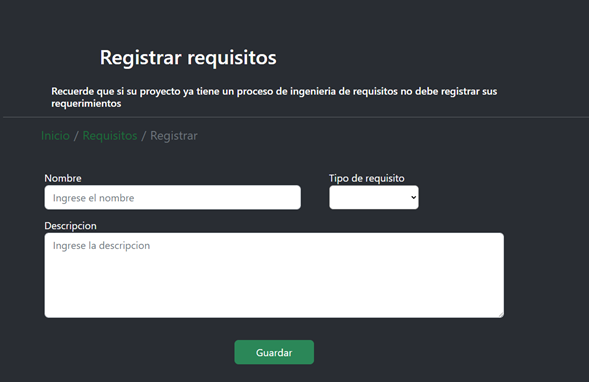 Registrar requisitos
Recuerde que si su proyecto ya tiene un proceso de ingenieria de requisitos no debe registrar sus
requerimientos
Inicio / Requisitos / Registrar
Nombre
Tipo de requisito
Ingrese el nombre
Descripcion
Ingrese la descripcion
Guardar